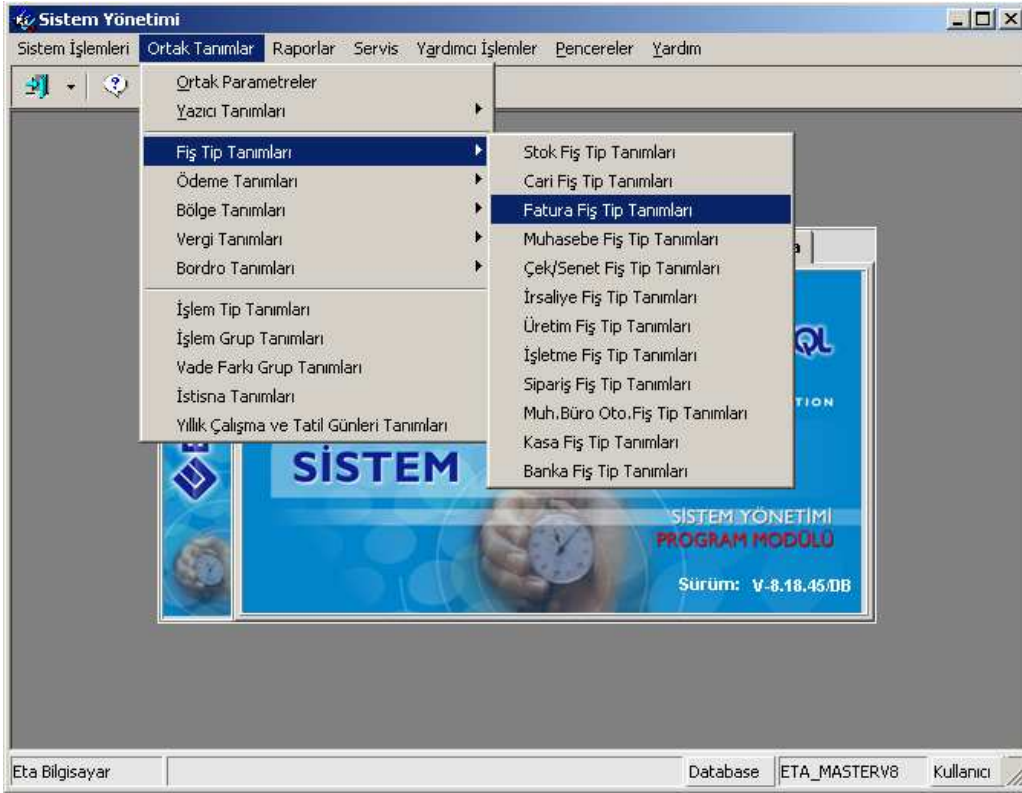 Sistem Yönetimi
Sistem İşlemleri Ortak Tanımlar Raporlar Servis Yardımcı İşlemler Pencereler Yardım
Ortak Parametreler
Yazıcı Tanımları
Fiş Tip Tanımları
Ödeme Tanımları
Bölge Tanımları
Vergi Tanımları
Bordro Tanımları
İşlem Tip Tanımları
İşlem Grup Tanımları
Vade Farkı Grup Tanımları
İstisna Tanımları
Yıllık Çalışma ve Tatil Günleri Tanımları
Stok Fiş Tip Tanımları
Cari Fiş Tip Tanımları
Fatura Fiş Tip Tanımları
Muhasebe Fiş Tip Tanımları
Çek/Senet Fiş Tip Tanımları
İrsaliye Fiş Tip Tanımları
Üretim Fiş Tip Tanımları
İşletme Fiş Tip Tanımları
Sipariş Fiş Tip Tanımları
Muh.Büro Oto.Fiş Tip Tanımları
Kasa Fiş Tip Tanımları
Banka Fiş Tip Tanımları
SİSTEM
SİSTEM YÖNETİMİ
PROGRAM MODÜLÜ
Sürüm: V-8.18.45/DB
Eta Bilgisayar Database ETA_MASTERV8 Kullanıcı